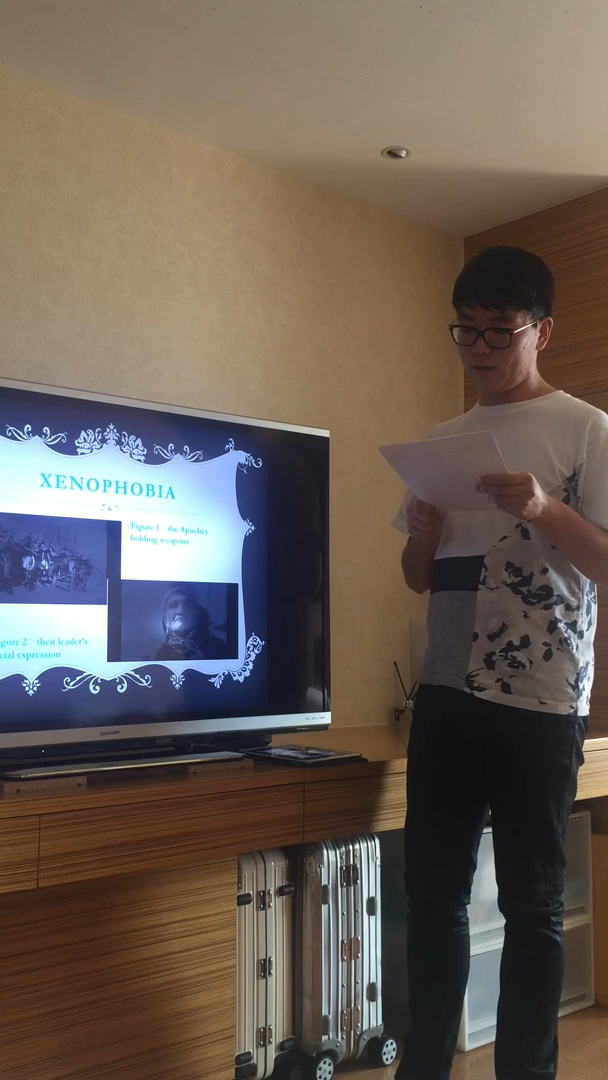 XENOPHOBIA
Figure 1: the Apaches
holding weapons
gure 2: their leader's
cial expression
SHARP